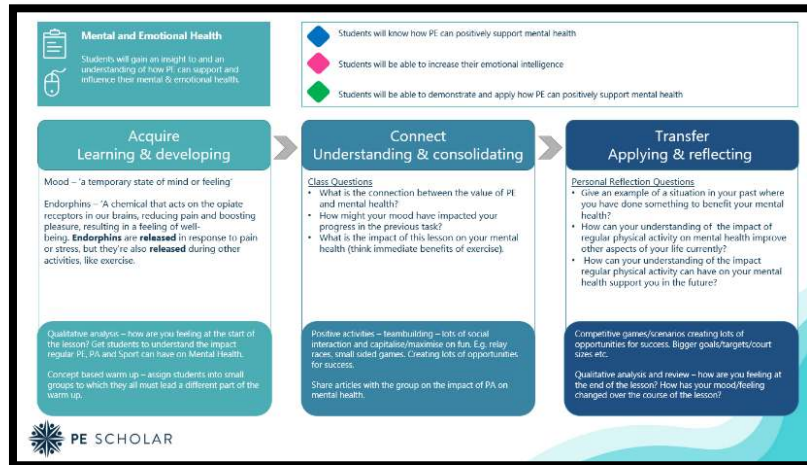 Mental and Emotional Health
Students will gain an insight to and an
understanding of how PE can support and
influence their mental & emotional health.
Students will know how PE can positively support mental health
Students will be able to increase their emotional intelligence
Students will be able to demonstrate and apply how PE can positively support mental health
Acquire
Learning & developing
Mood – 'a temporary state of mind or feeling'
Endorphins – 'A chemical that acts on the opiate
receptors in our brains, reducing pain and boosting
pleasure, resulting in a feeling of well-
being. Endorphins are released in response to pain
or stress, but they're also released during other
activities, like exercise.
Qualitative analysis – how are you feeling at the start of
the lesson? Get students to understand the impact
regular PE, PA and Sport can have on Mental Health.
Concept based warm up – assign students into small
groups to which they all must lead a different part of the
warm up.
Connect
Understanding & consolidating
Class Questions
• What is the connection between the value of PE
and mental health?
• How might your mood have impacted your
progress in the previous task?
• What is the impact of this lesson on your mental
health (think immediate benefits of exercise).
Positive activities – teambuilding – lots of social
interaction and capitalise/maximise on fun. E.g. relay
races, small sided games. Creating lots of opportunities
for success.
Share articles with the group on the impact of PA on
mental health.
Transfer
Applying & reflecting
Personal Reflection Questions
• Give an example of a situation in your past where
you have done something to benefit your mental
health?
• How can your understanding of the impact of
regular physical activity on mental health improve
other aspects of your life currently?
• How can your understanding of the impact
regular physical activity can have on your mental
health support you in the future?
Competitive games/scenarios creating lots of
opportunities for success. Bigger goals/targets/court
sizes etc.
Qualitative analysis and review – how are you feeling at
the end of the lesson? How has your mood/feeling
changed over the course of the lesson?
PE SCHOLAR